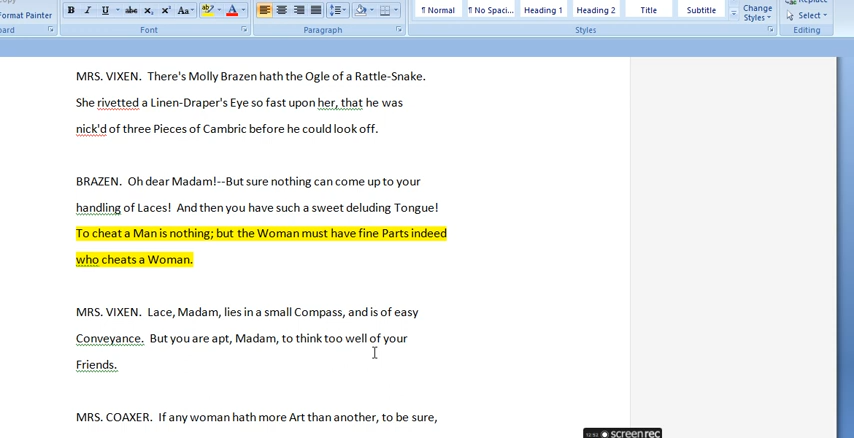 Format Painter
B I U abc x₂ x² Aa ab A
¶ Normal ¶ No Spaci... Heading 1 Heading 2 Title Subtitle
Change
Styles
Replace
Select
Font Paragraph Styles Editing
MRS. VIXEN. There's Molly Brazen hath the Ogle of a Rattle-Snake.
She rivetted a Linen-Draper's Eye so fast upon her, that he was
nick'd of three Pieces of Cambric before he could look off.
BRAZEN. Oh dear Madam!--But sure nothing can come up to your
handling of Laces! And then you have such a sweet deluding Tongue!
To cheat a Man is nothing; but the Woman must have fine Parts indeed
who cheats a Woman.
MRS. VIXEN. Lace, Madam, lies in a small Compass, and is of easy
Conveyance. But you are apt, Madam, to think too well of your
Friends.
MRS. COAXER. If any woman hath more Art than another, to be sure,
screenrec